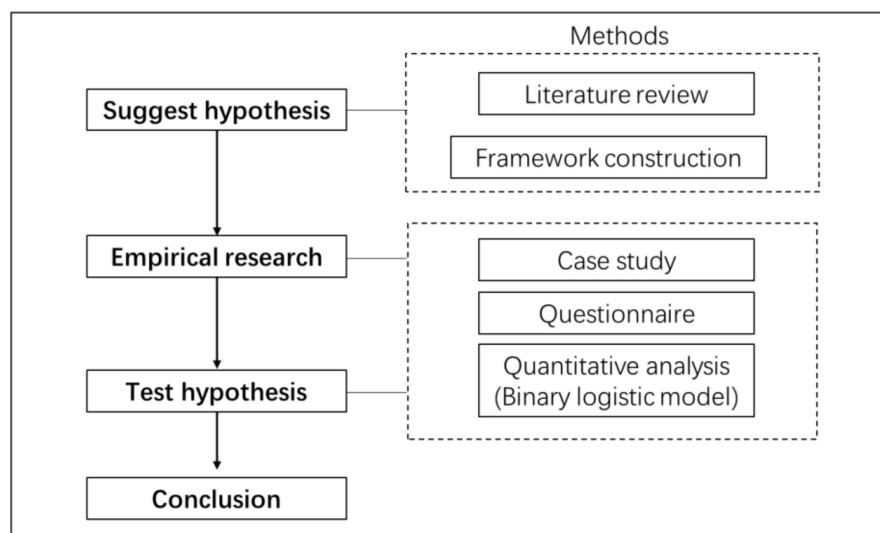 Methods
Suggest hypothesis
Literature review
Framework construction
Empirical research
Case study
Questionnaire
Test hypothesis
Quantitative analysis
(Binary logistic model)
Conclusion